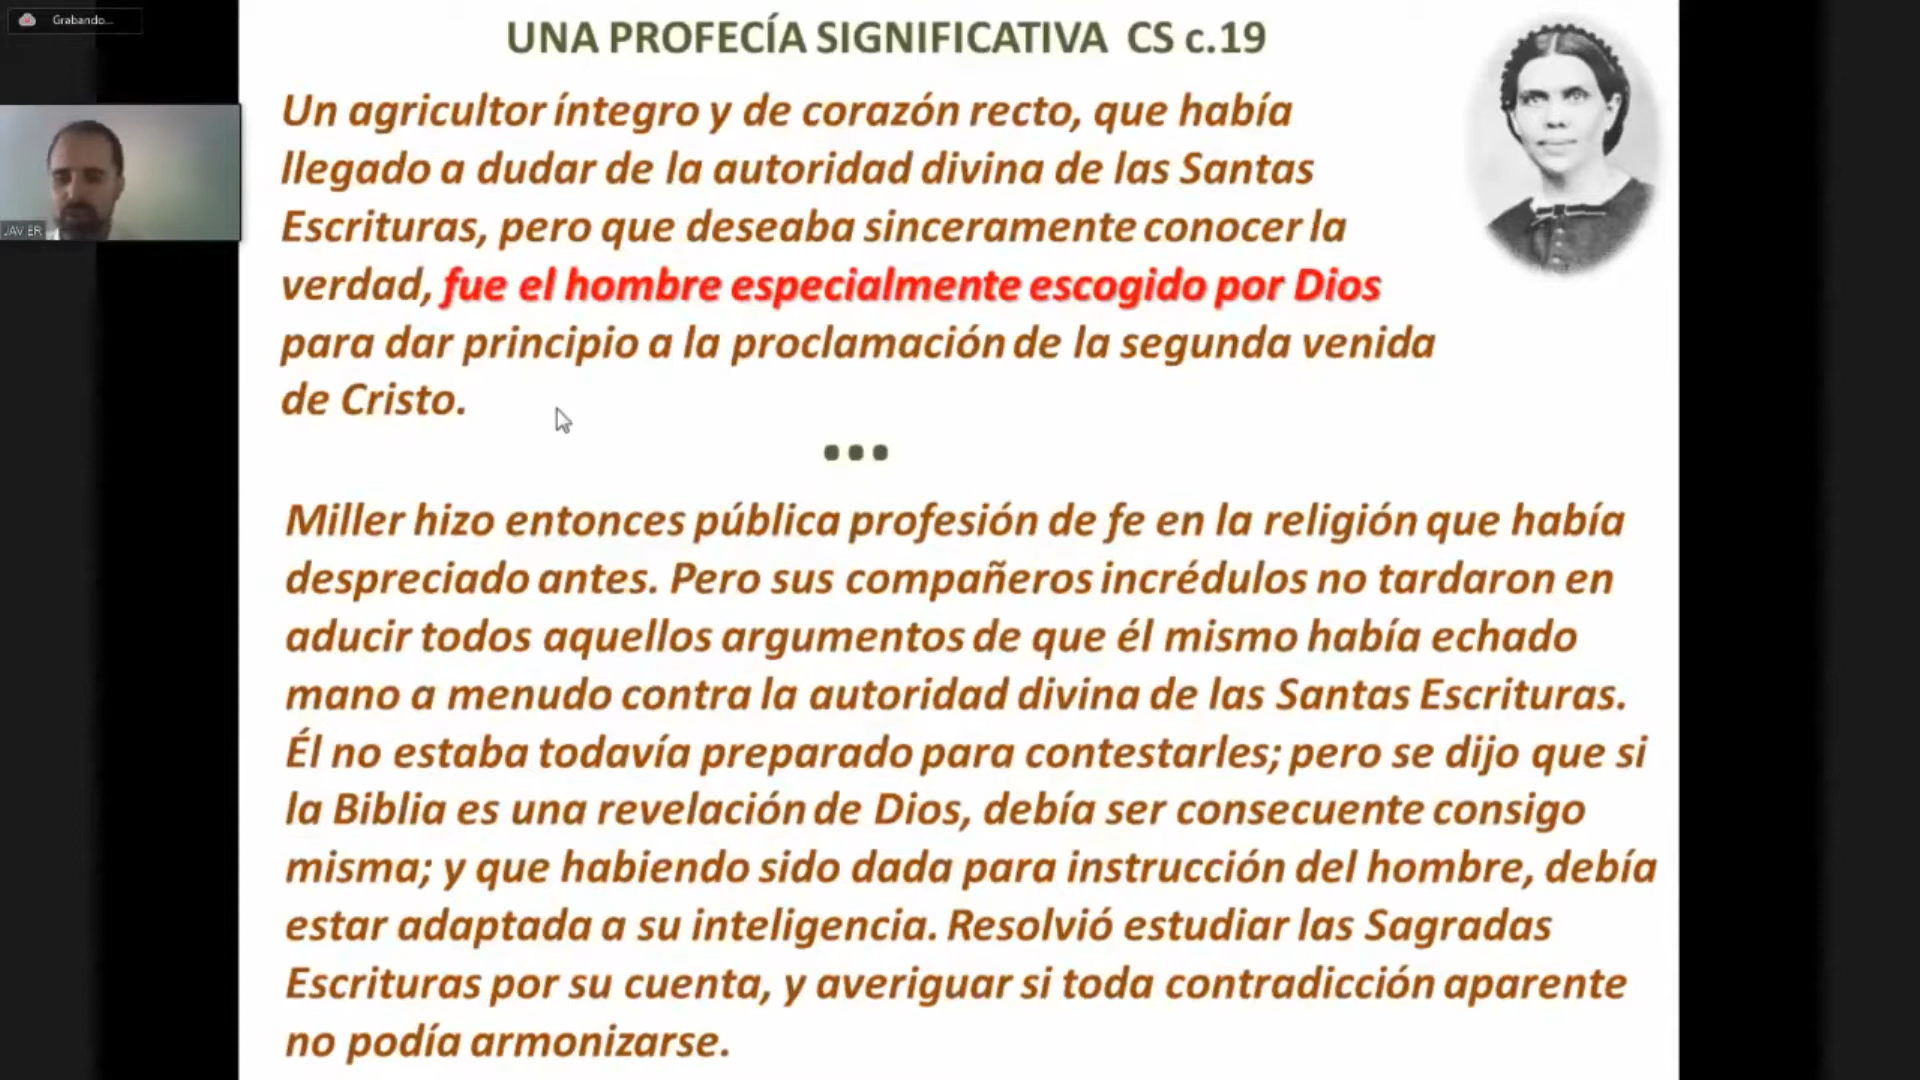 Grabando...
UNA PROFECÍA SIGNIFICATIVA CS c.19
Un agricultor íntegro y de corazón recto, que había
llegado a dudar de la autoridad divina de las Santas
Escrituras, pero que deseaba sinceramente conocer la
verdad, fue el hombre especialmente escogido por Dios
para dar principio a la proclamación de la segunda venida
de Cristo.
JAVIER
...
Miller hizo entonces pública profesión de fe en la religión que había
despreciado antes. Pero sus compañeros incrédulos no tardaron en
aducir todos aquellos argumentos de que él mismo había echado
mano a menudo contra la autoridad divina de las Santas Escrituras.
Él no estaba todavía preparado para contestarles; pero se dijo que si
la Biblia es una revelación de Dios, debía ser consecuente consigo
misma; y que habiendo sido dada para instrucción del hombre, debía
estar adaptada a su inteligencia. Resolvió estudiar las Sagradas
Escrituras por su cuenta, y averiguar si toda contradicción aparente
no podía armonizarse.